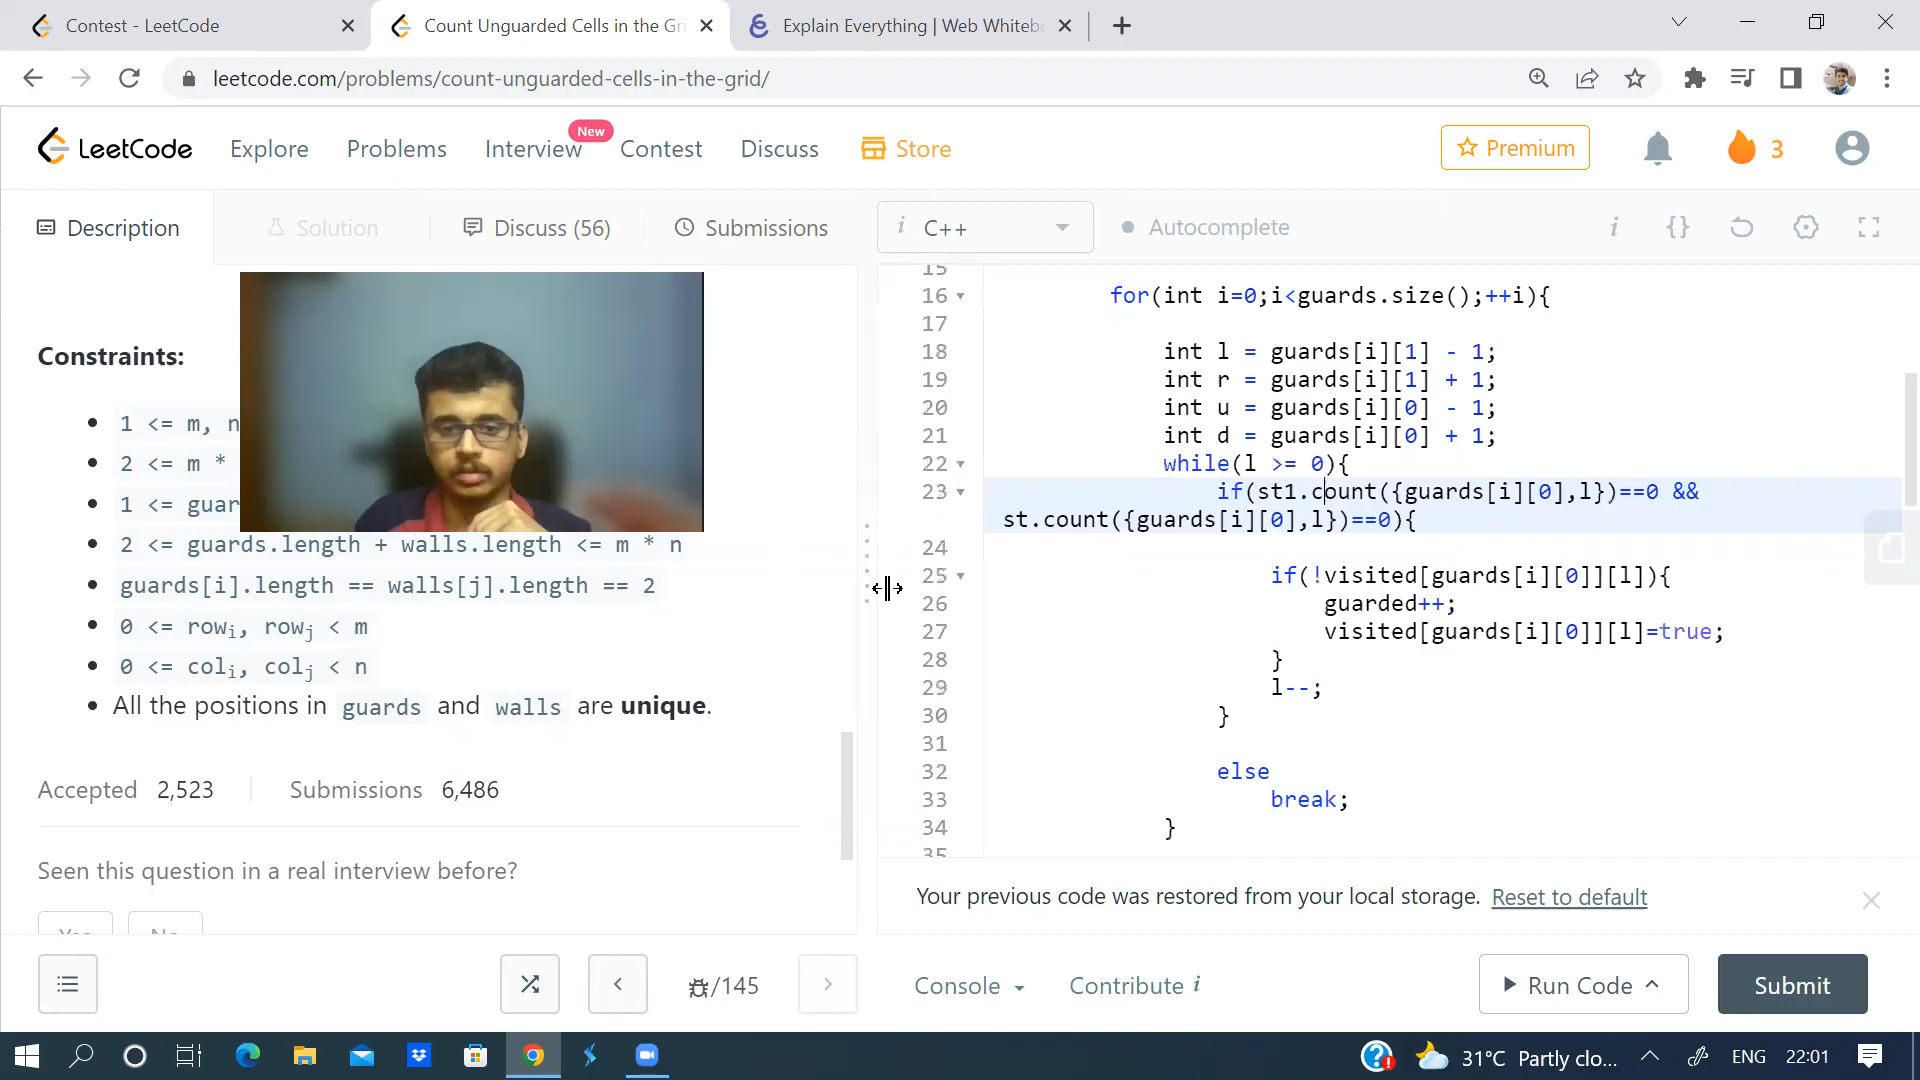 Contest - LeetCode
Count Unguarded Cells in the Gri
Explain Everything | Web Whitebo
leetcode.com/problems/count-unguarded-cells-in-the-grid/
LeetCode
Explore
Problems
Interview
New
Contest
Discuss
Store
Premium
3
Description
Solution
Discuss (56)
Submissions
i C++
Autocomplete
Constraints:
1 <= m, n
2 <= m *
1 <= guar
2 <= guards.length + walls.length <= m * n
guards[i].length == walls[j].length == 2
0 <= rowi, rowj < m
0 <= coli, colj < n
All the positions in guards and walls are unique.
Accepted 2,523
Submissions 6,486
Seen this question in a real interview before?
Yes
No
/145
15
16 for(int i=0;i<guards.size();++i){
17
18 int l = guards[i][1] - 1;
19 int r = guards[i][1] + 1;
20 int u = guards[i][0] - 1;
21 int d = guards[i][0] + 1;
22 while(l >= 0){
23 if(st1.count({guards[i][0],l})==0 &&
st.count({guards[i][0],l})==0){
24
25 if(!visited[guards[i][0]][l]){
26 guarded++;
27 visited[guards[i][0]][l]=true;
28 }
29 l--;
30 }
31
32 else
33 break;
34 }
35
Your previous code was restored from your local storage. Reset to default
Console
Contribute i
Run Code
Submit
31°C Partly clo...
ENG
22:01